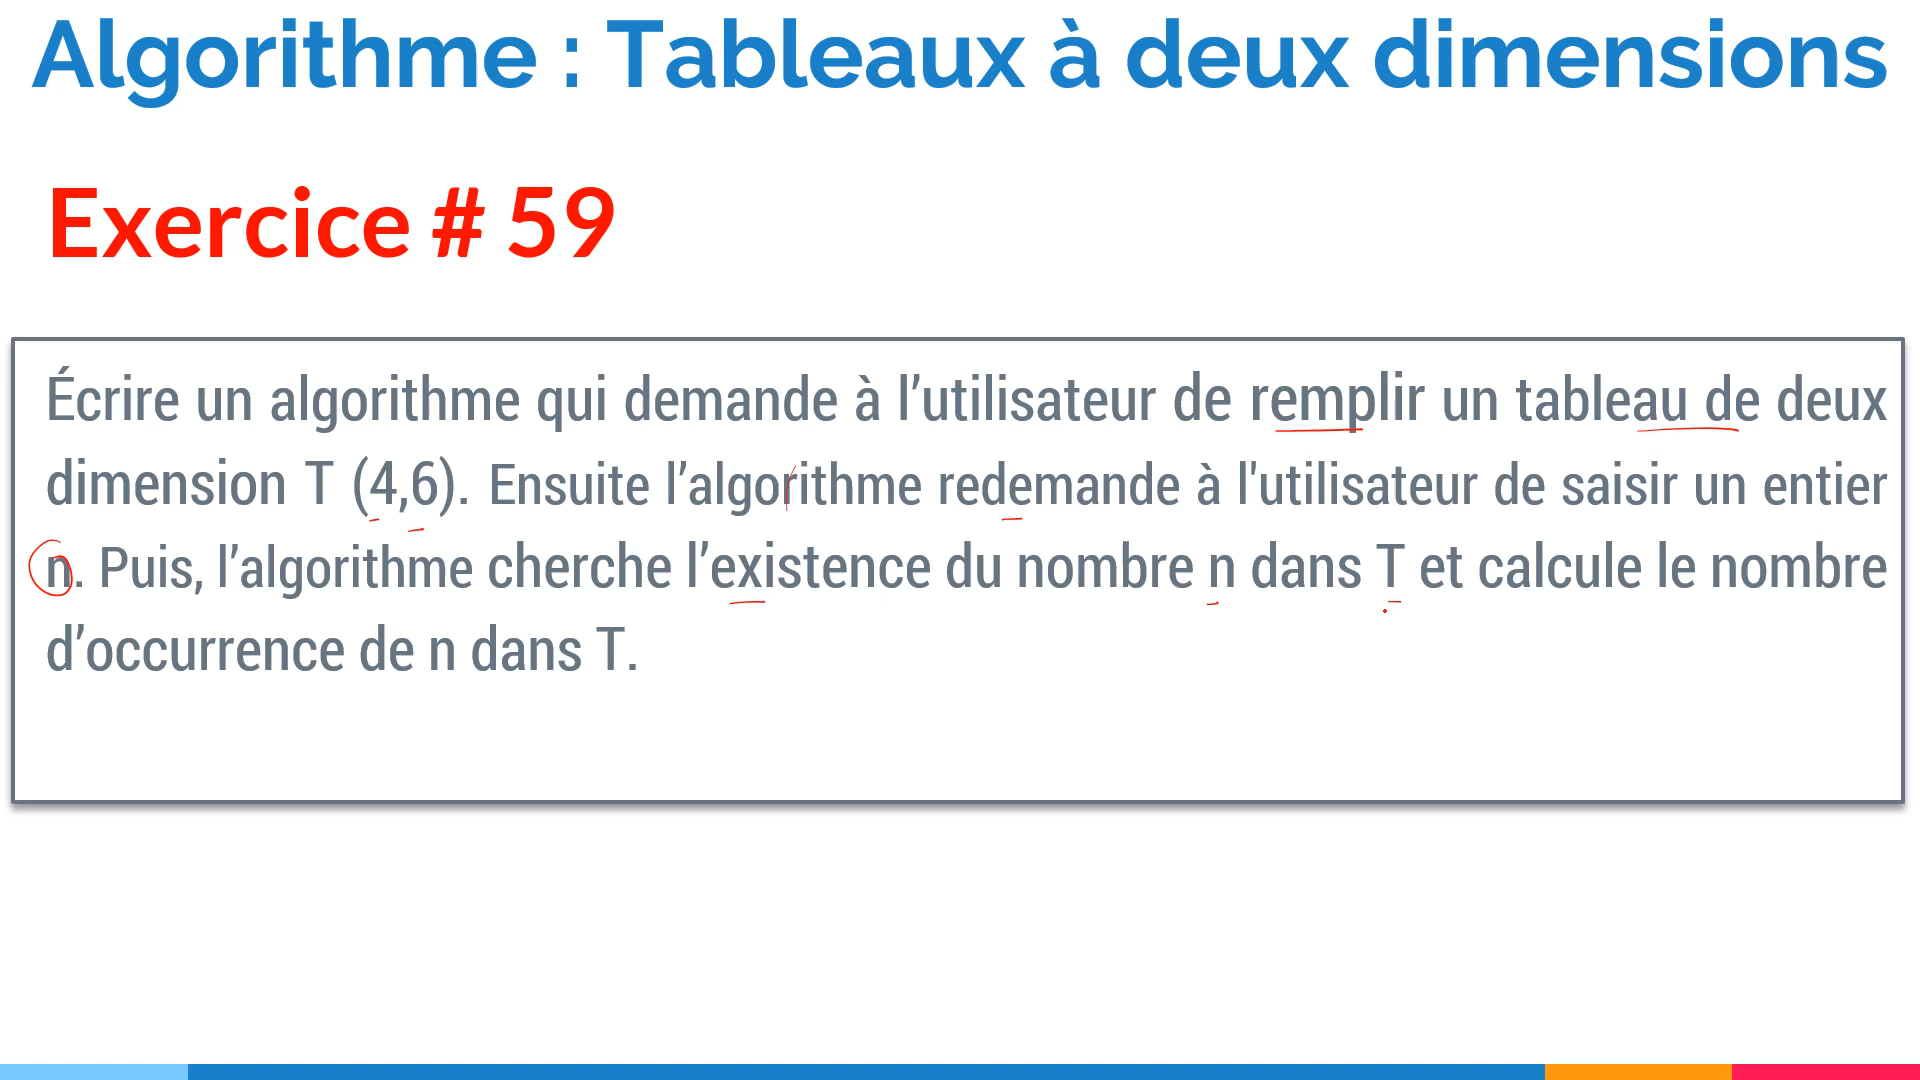 Algorithme : Tableaux à deux dimensions
Exercice # 59
Écrire un algorithme qui demande à l’utilisateur de remplir un tableau de deux
dimension T (4,6). Ensuite l’algorithme redemande à l'utilisateur de saisir un entier
n. Puis, l’algorithme cherche l’existence du nombre n dans T et calcule le nombre
d’occurrence de n dans T.